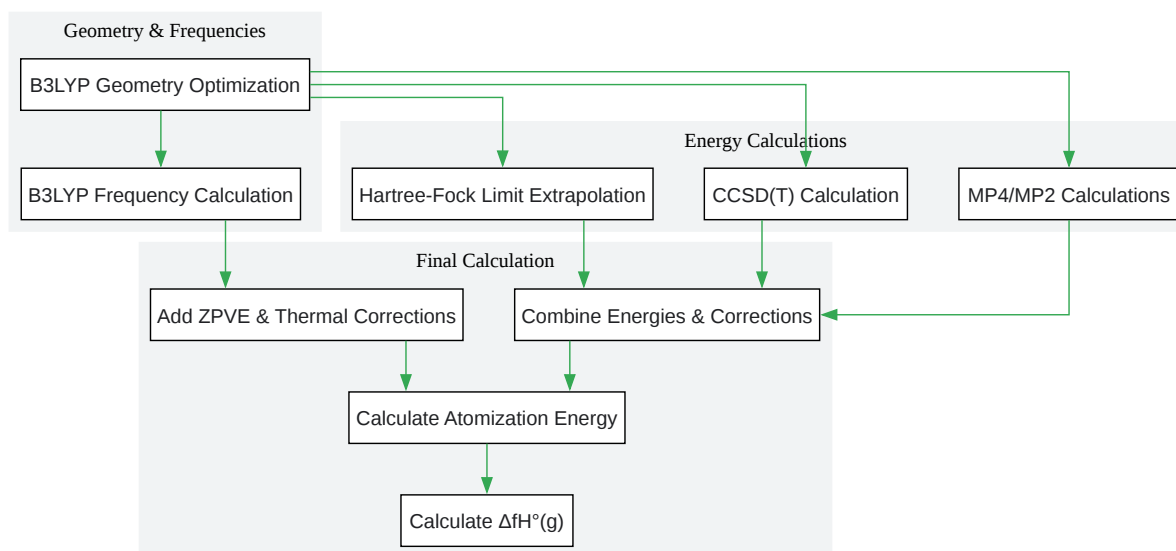 Geometry & Frequencies
B3LYP Geometry Optimization
Energy Calculations
B3LYP Frequency Calculation
Hartree-Fock Limit Extrapolation
CCSD(T) Calculation
MP4/MP2 Calculations
Final Calculation
Add ZPVE & Thermal Corrections
Combine Energies & Corrections
Calculate Atomization Energy
Calculate ΔfH°(g)